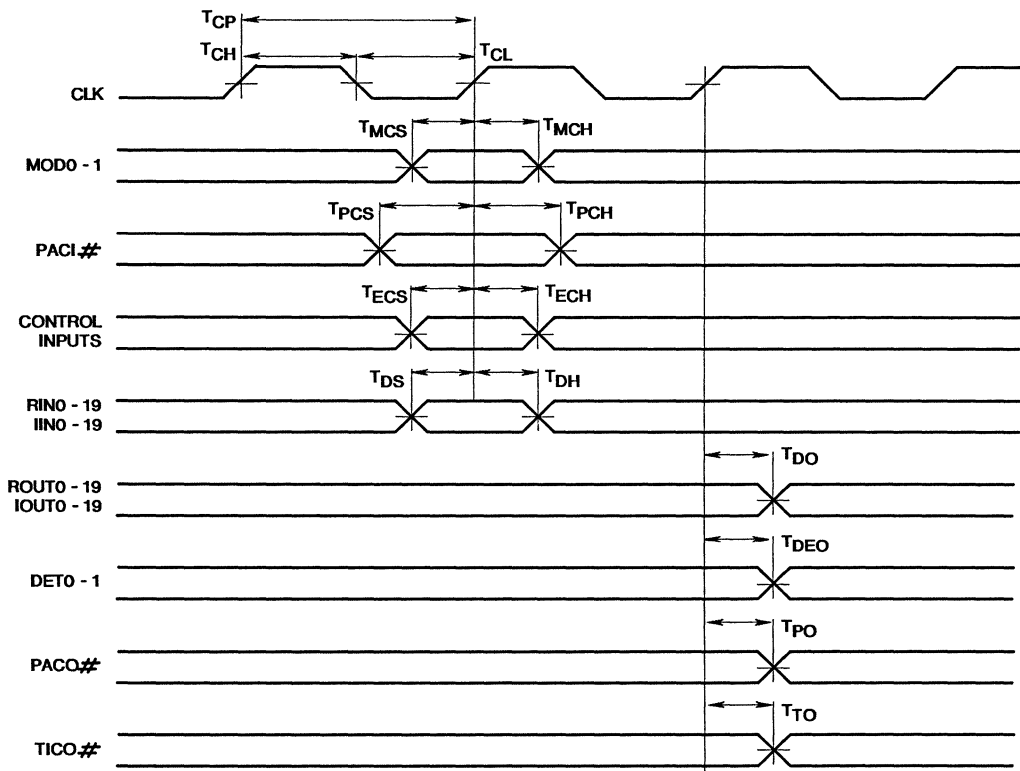 TCP
TCH
TCL
CLK
TMCS
TMCH
MOD0 - 1
TPCS
TPCH
PACI#
TECS
TECH
CONTROL
INPUTS
TDS
TDH
RIN0 - 19
IIN0 - 19
TDO
ROUT0 - 19
IOUT0 - 19
TDEO
DET0 - 1
TPO
PACO#
TTO
TICO#